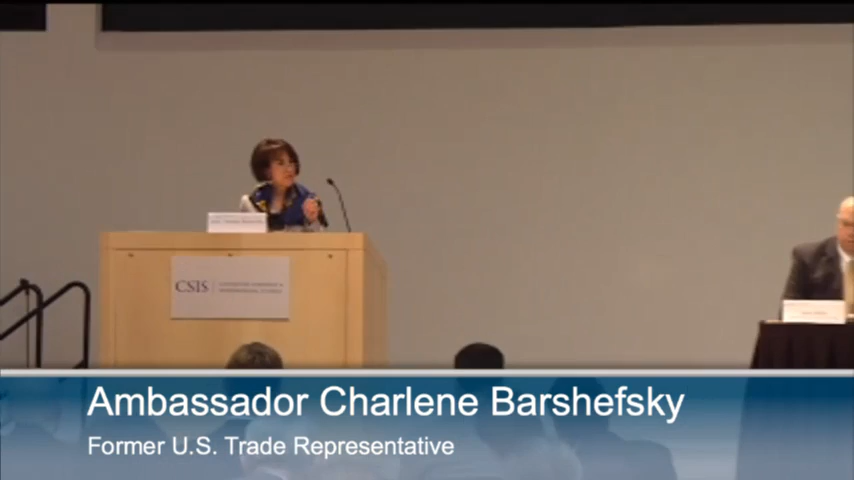 CSIS
Ambassador Charlene Barshefsky
Former U.S. Trade Representative